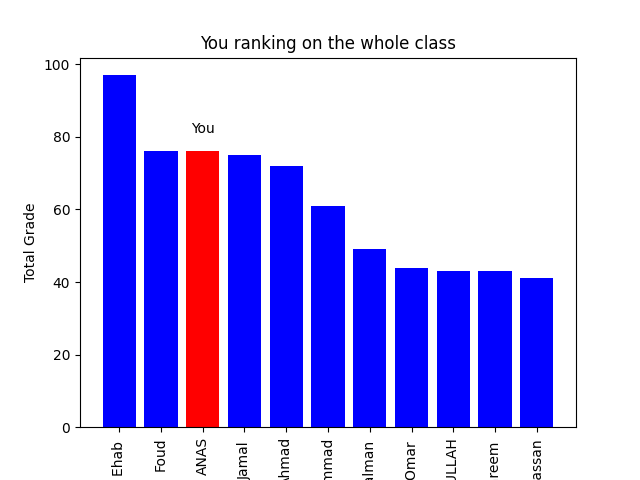 You ranking on the whole class
Total Grade
100
80
60
40
20
0
You
Ehab
Foud
ANAS
Jamal
Omar